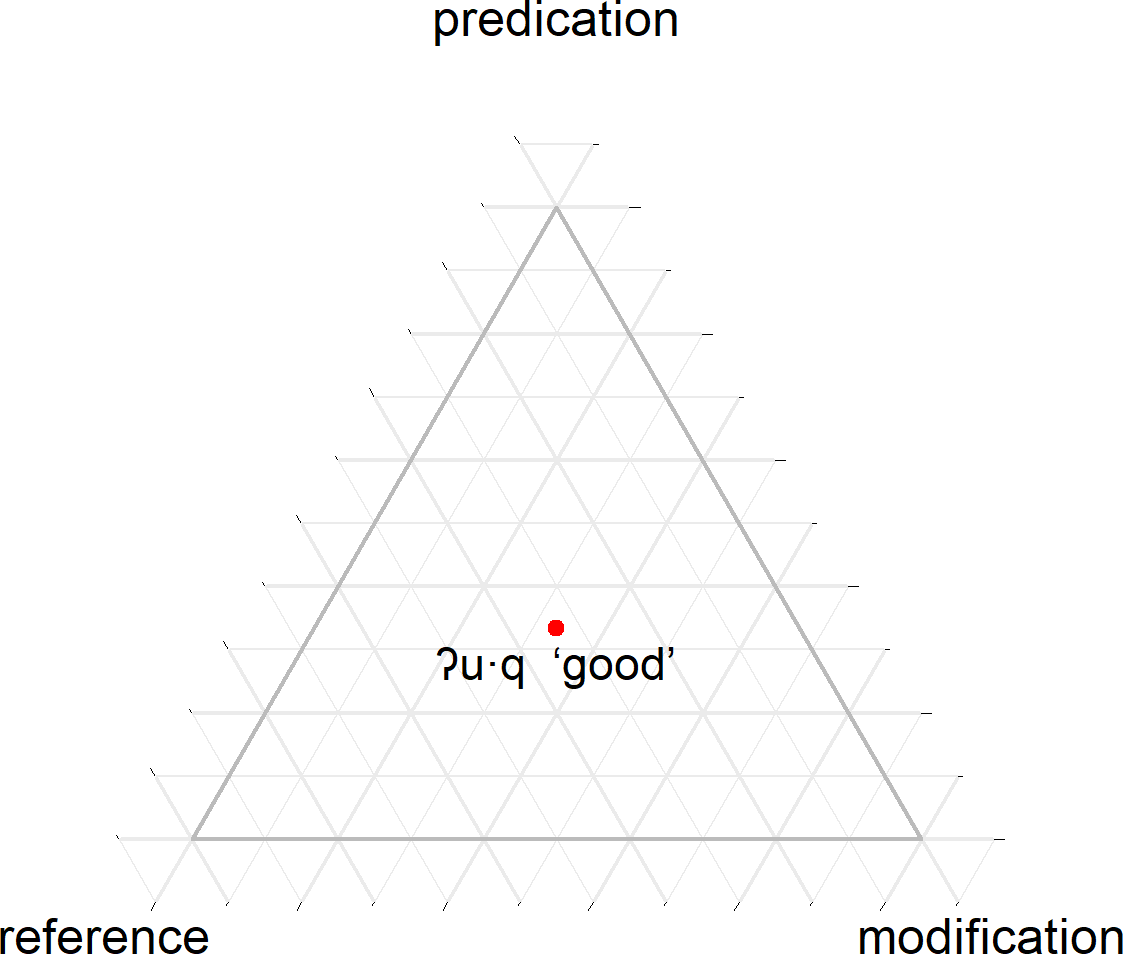 predication
ʔu·q ‘good’
reference
modification